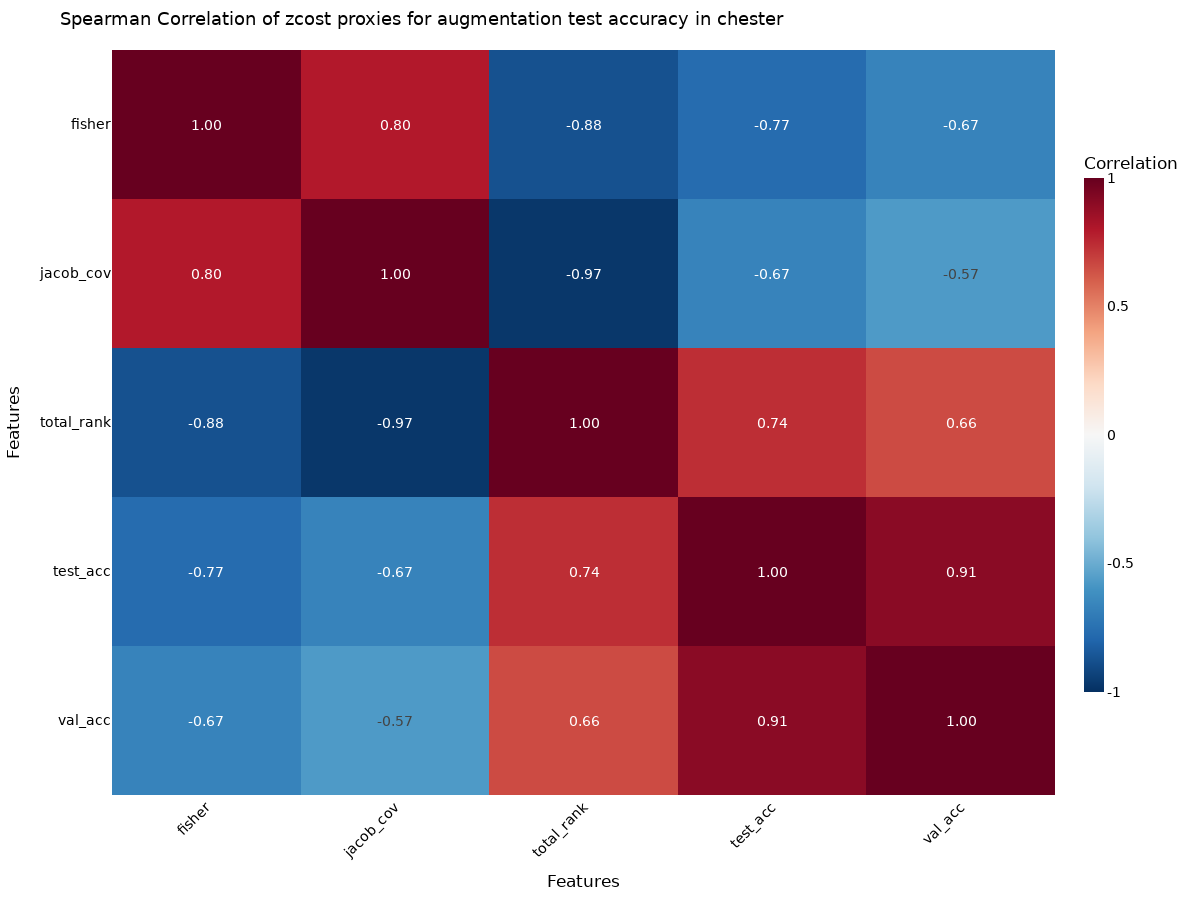 Spearman Correlation of zcost proxies for augmentation test accuracy in chester
fisher 1.00 0.80 -0.88 -0.77 -0.67
jacob_cov 0.80 1.00 -0.97 -0.67 -0.57
total_rank -0.88 -0.97 1.00 0.74 0.66
test_acc -0.77 -0.67 0.74 1.00 0.91
val_acc -0.67 -0.57 0.66 0.91 1.00
fisher jacob_cov total_rank test_acc val_acc
Features
Features
Correlation
1
0.5
0
-0.5
-1